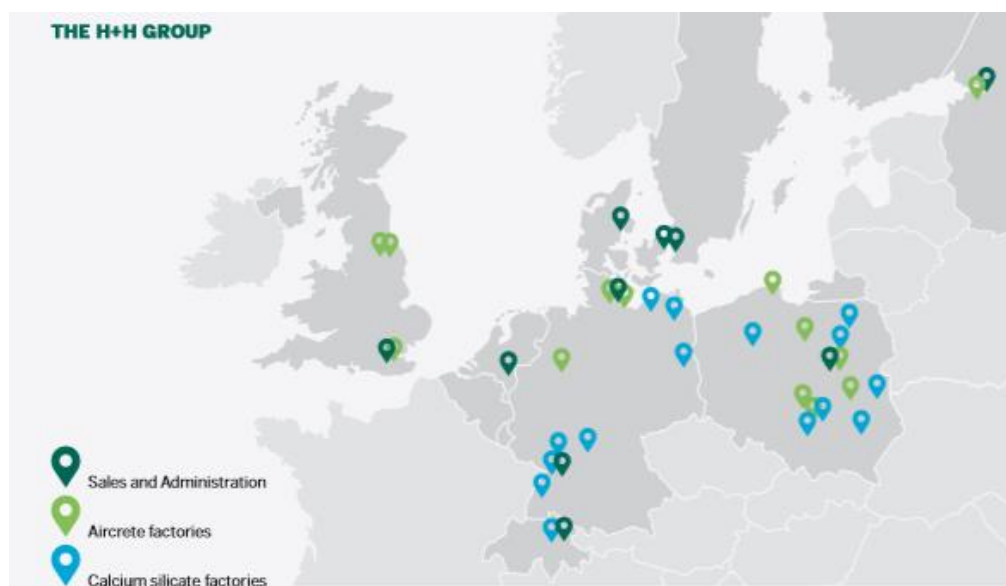 THE H+H GROUP
Sales and Administration
Aircrete factories
Calcium silicate factories